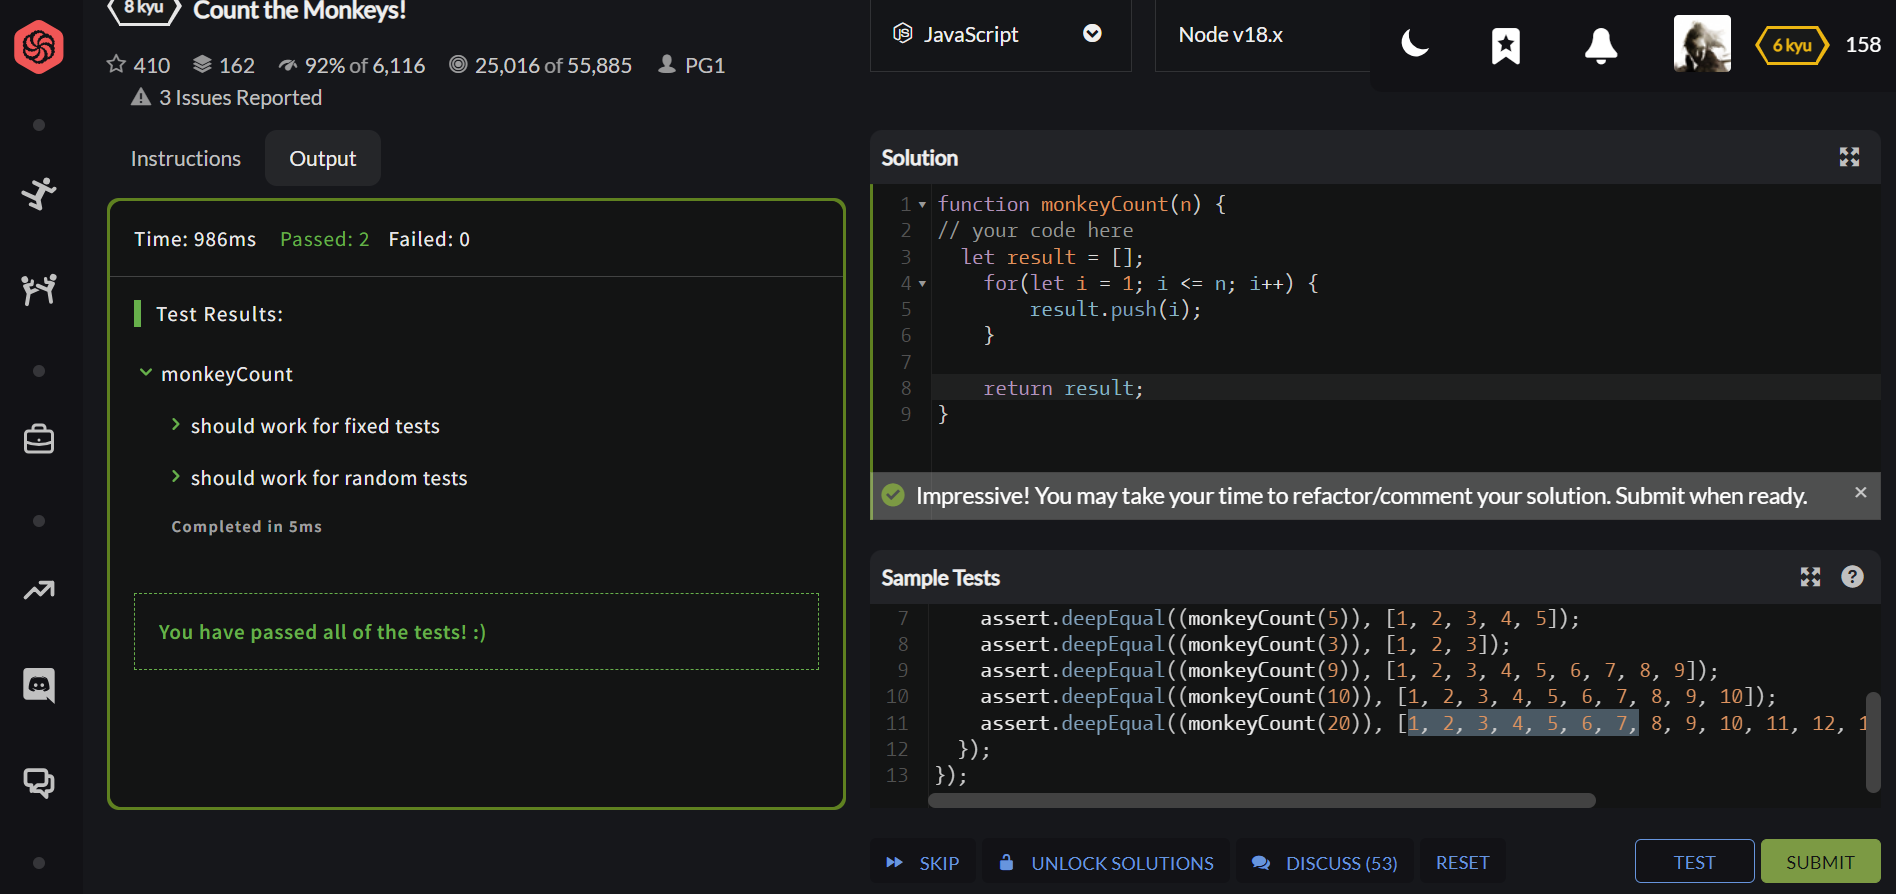 8 kyu Count the Monkeys!
410 162 92% of 6,116 25,016 of 55,885 PG1
3 Issues Reported
JavaScript
Node v18.x
6 kyu 158
Instructions Output
Time: 986ms Passed: 2 Failed: 0
Test Results:
monkeyCount
should work for fixed tests
should work for random tests
Completed in 5ms
You have passed all of the tests! :)
Solution
1 function monkeyCount(n) {
2 // your code here
3 let result = [];
4 for(let i = 1; i <= n; i++) {
5 result.push(i);
6 }
7
8 return result;
9 }
Impressive! You may take your time to refactor/comment your solution. Submit when ready.
Sample Tests
7 assert.deepEqual((monkeyCount(5)), [1, 2, 3, 4, 5]);
8 assert.deepEqual((monkeyCount(3)), [1, 2, 3]);
9 assert.deepEqual((monkeyCount(9)), [1, 2, 3, 4, 5, 6, 7, 8, 9]);
10 assert.deepEqual((monkeyCount(10)), [1, 2, 3, 4, 5, 6, 7, 8, 9, 10]);
11 assert.deepEqual((monkeyCount(20)), [1, 2, 3, 4, 5, 6, 7, 8, 9, 10, 11, 12, 1
12 });
13 });
SKIP UNLOCK SOLUTIONS DISCUSS (53) RESET TEST SUBMIT